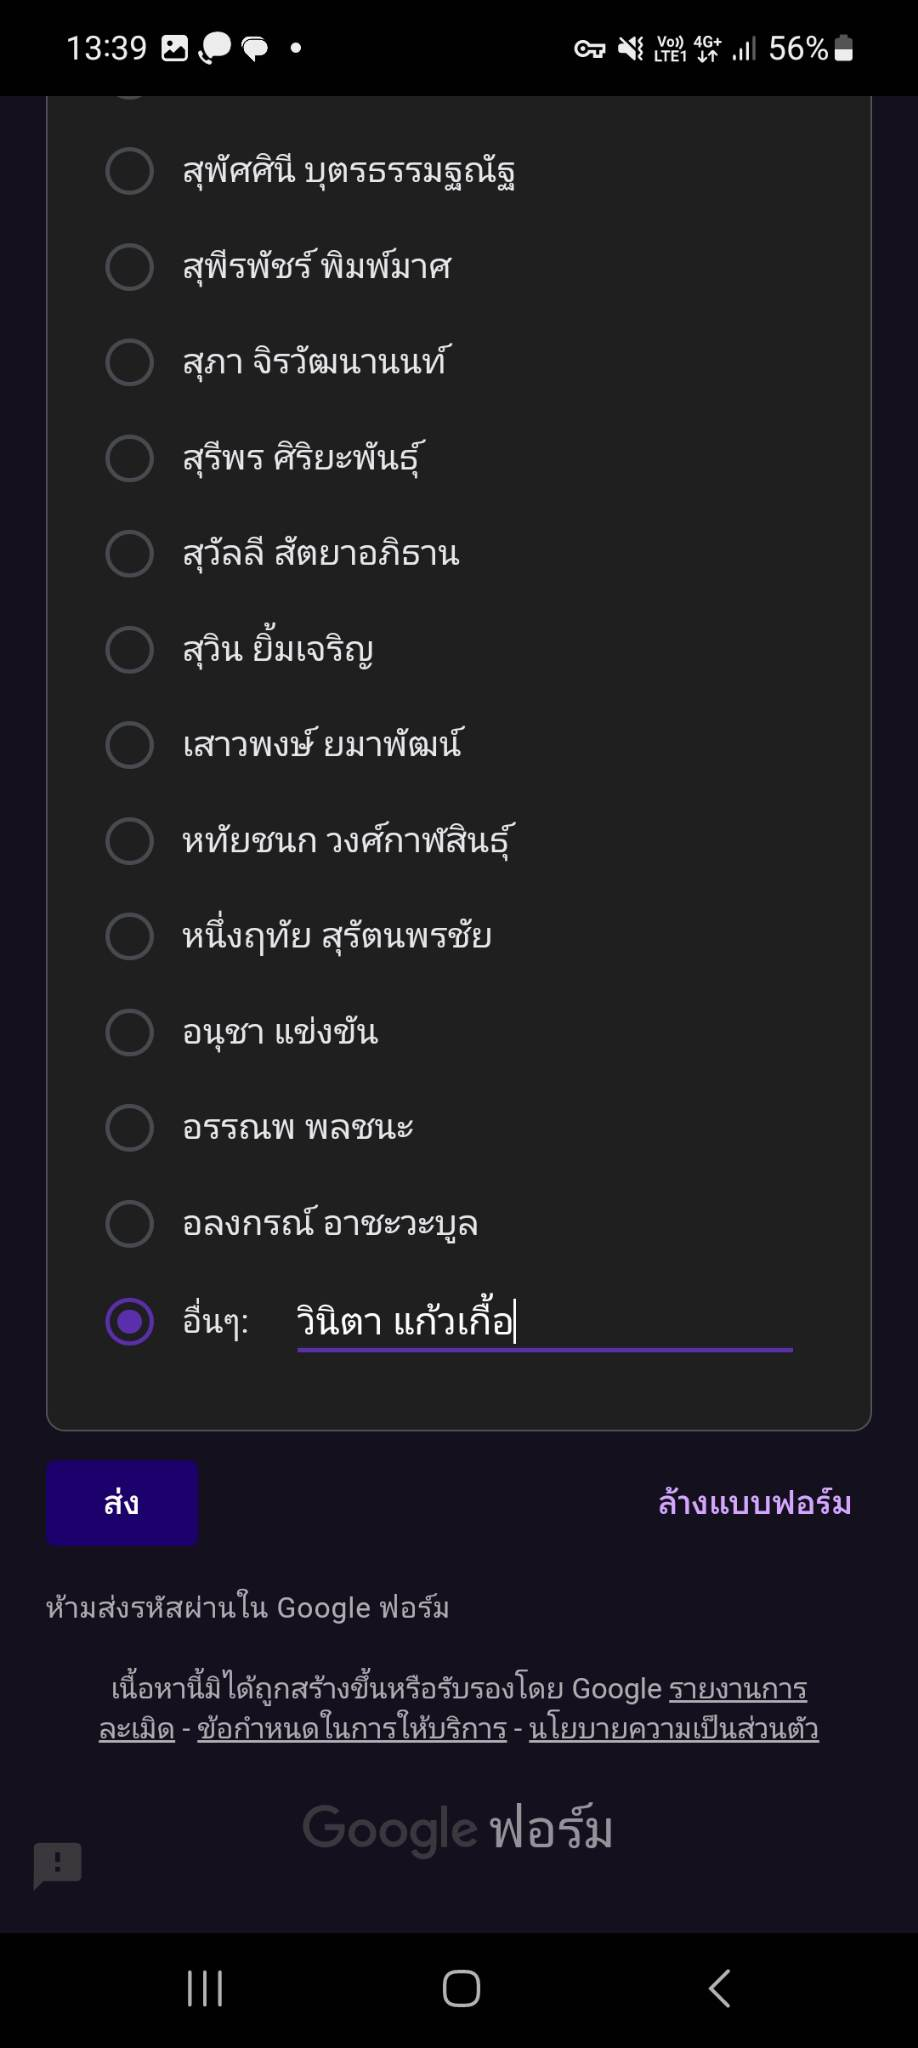 13:39 Vo)) LTE1 4G+ 56%
สุพัศศินี บุตรธรรมฐณัฐ
สุพีรพัชร์ พิมพ์มาศ
สุภา จิรวัฒนานนท์
สุรีพร ศิริยะพันธุ์
สุวัลลี สัตยาอภิธาน
สุวิน ยิ้มเจริญ
เสาวพงษ์ ยมาพัฒน์
หทัยชนก วงศ์กาฬสินธุ์
หนึ่งฤทัย สุรัตนพรชัย
อนุชา แข่งขัน
อรรณพ พลชนะ
อลงกรณ์ อาชะวะบูล
อื่นๆ: วินิตา แก้วเกื้อ
ส่ง ล้างแบบฟอร์ม
ห้ามส่งรหัสผ่านใน Google ฟอร์ม
เนื้อหานี้มิได้ถูกสร้างขึ้นหรือรับรองโดย Google รายงานการ
ละเมิด - ข้อกำหนดในการให้บริการ - นโยบายความเป็นส่วนตัว
Google ฟอร์ม